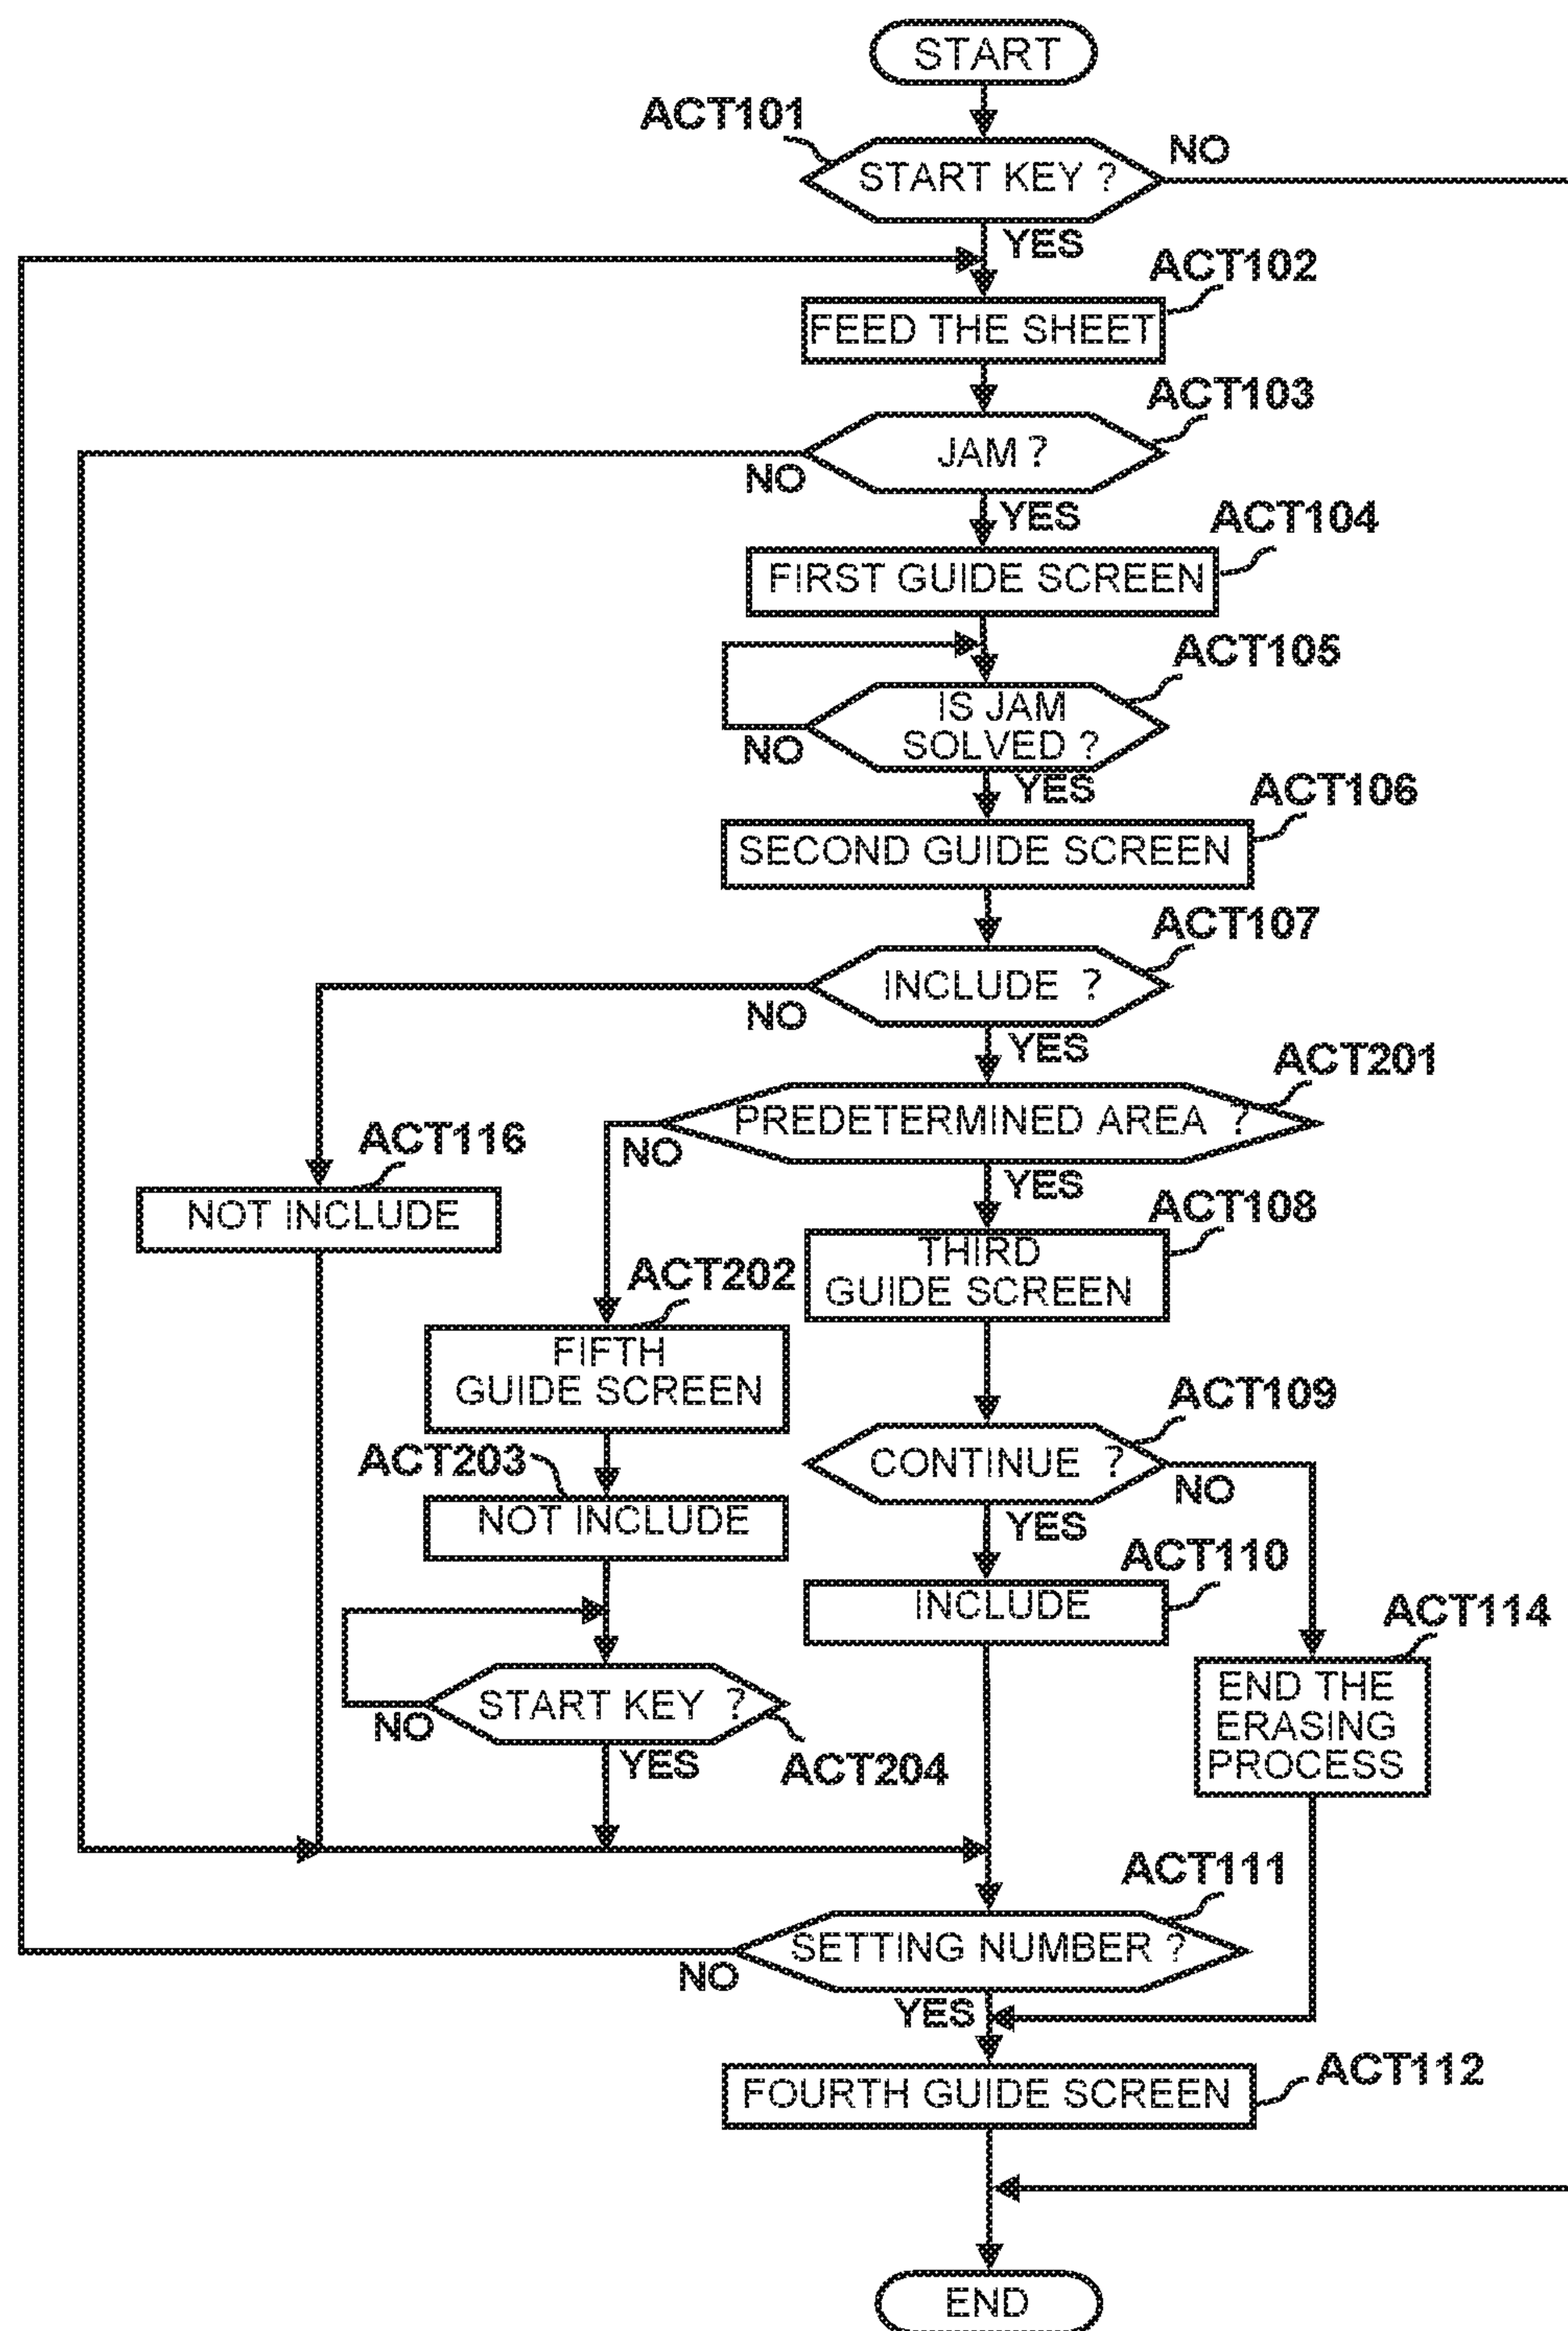 START
ACT101
START KEY ?
NO
YES
ACT102
FEED THE SHEET
ACT103
JAM ?
NO
YES
ACT104
FIRST GUIDE SCREEN
ACT105
IS JAM
SOLVED ?
NO
YES
ACT106
SECOND GUIDE SCREEN
ACT107
INCLUDE ?
NO
YES
ACT201
PREDETERMINED AREA ?
NO
YES
ACT116
NOT INCLUDE
ACT108
THIRD
GUIDE SCREEN
ACT202
FIFTH
GUIDE SCREEN
ACT109
CONTINUE ?
NO
YES
ACT203
NOT INCLUDE
ACT110
INCLUDE
ACT114
END THE
ERASING
PROCESS
START KEY ?
NO
YES
ACT204
ACT111
SETTING NUMBER ?
NO
YES
ACT112
FOURTH GUIDE SCREEN
END